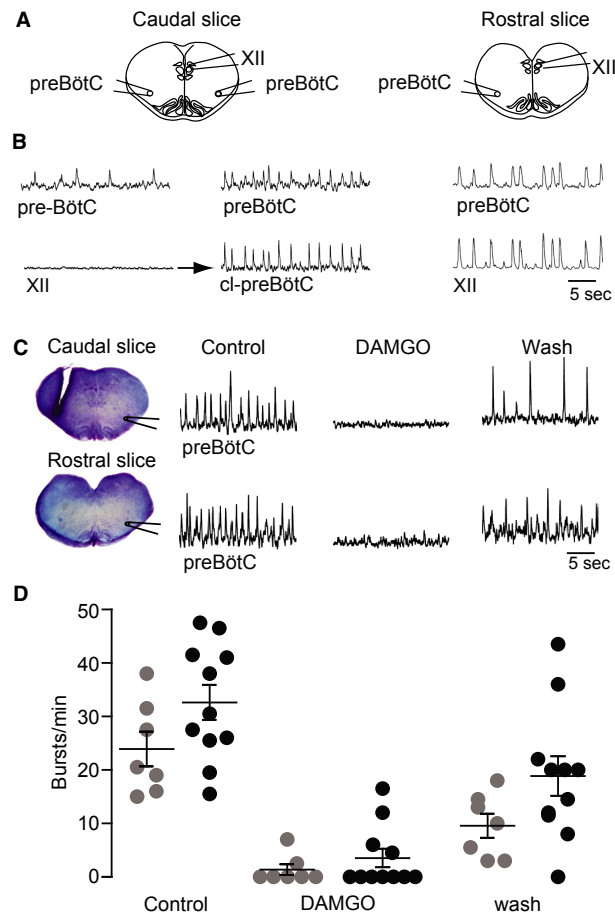 A
Caudal slice
Rostral slice
XII
XII
preBötC
preBötC
preBötC
B
pre-BötC
preBötC
preBötC
XII
cl-preBötC
XII
5 sec
C
Caudal slice
Control
DAMGO
Wash
preBötC
Rostral slice
preBötC
5 sec
D
Bursts/min
50
40
30
20
10
0
Control
DAMGO
wash